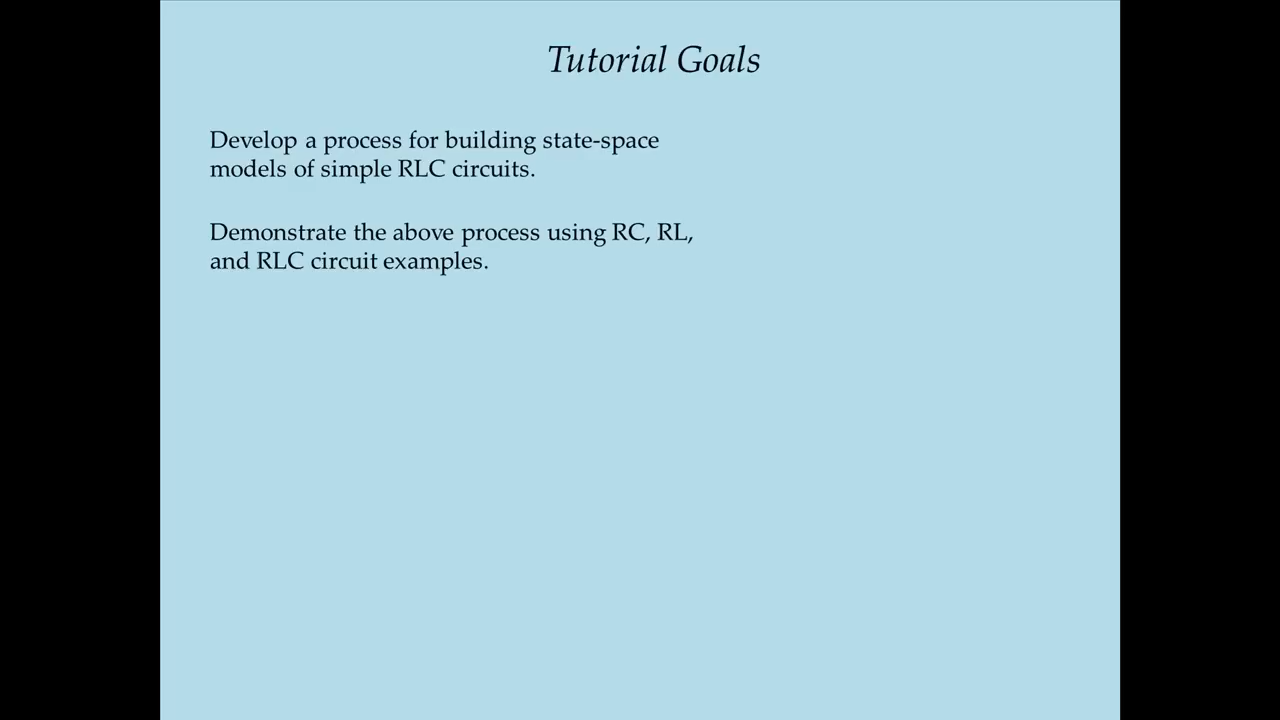 Tutorial Goals
Develop a process for building state-space
models of simple RLC circuits.
Demonstrate the above process using RC, RL,
and RLC circuit examples.